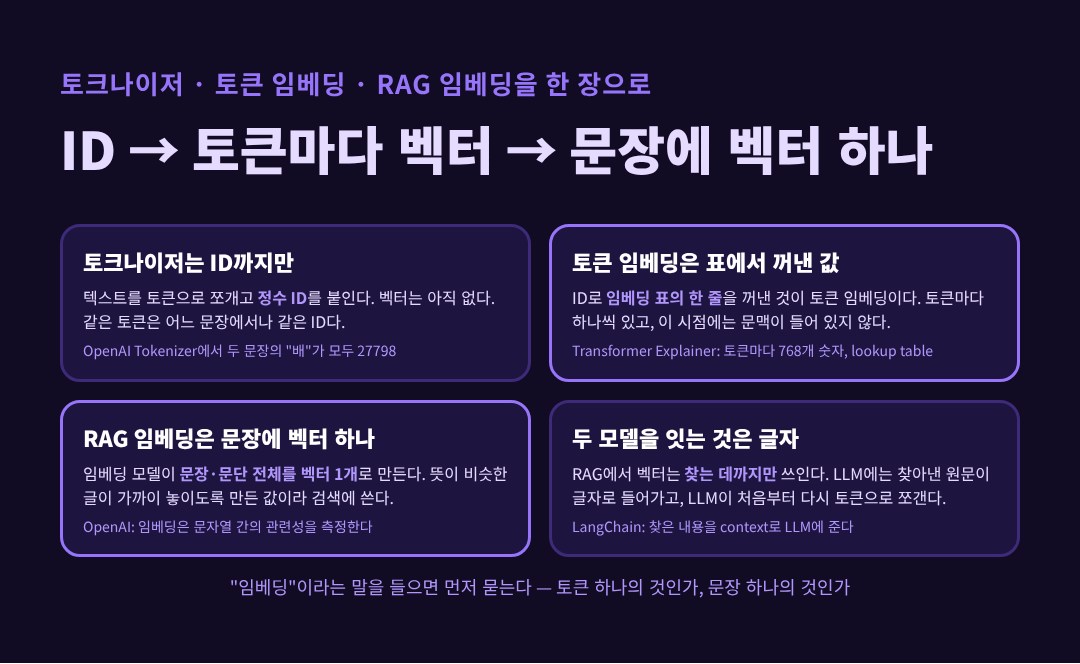 토크나이저 · 토큰 임베딩 · RAG 임베딩을 한 장으로
ID → 토큰마다 벡터 → 문장에 벡터 하나
토크나이저는 ID까지만
텍스트를 토큰으로 쪼개고 정수 ID를 붙인다. 벡터는 아직 없다.
같은 토큰은 어느 문장에서나 같은 ID다.
OpenAI Tokenizer에서 두 문장의 "배"가 모두 27798
토큰 임베딩은 표에서 꺼낸 값
ID로 임베딩 표의 한 줄을 꺼낸 것이 토큰 임베딩이다. 토큰마다
하나씩 있고, 이 시점에는 문맥이 들어 있지 않다.
Transformer Explainer: 토큰마다 768개 숫자, lookup table
RAG 임베딩은 문장에 벡터 하나
임베딩 모델이 문장·문단 전체를 벡터 1개로 만든다. 뜻이 비슷한
글이 가까이 놓이도록 만든 값이라 검색에 쓴다.
OpenAI: 임베딩은 문자열 간의 관련성을 측정한다
두 모델을 잇는 것은 글자
RAG에서 벡터는 찾는 데까지만 쓰인다. LLM에는 찾아낸 원문이
글자로 들어가고, LLM이 처음부터 다시 토큰으로 쪼갠다.
LangChain: 찾은 내용을 context로 LLM에 준다
"임베딩"이라는 말을 들으면 먼저 묻는다 — 토큰 하나의 것인가, 문장 하나의 것인가